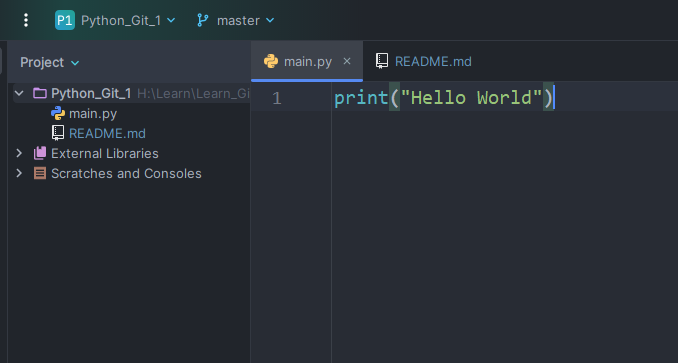 P1 Python_Git_1 master
Project
main.py README.md
Python_Git_1 H:\Learn\Learn_Gi
main.py
README.md
External Libraries
Scratches and Consoles
1 print("Hello World")